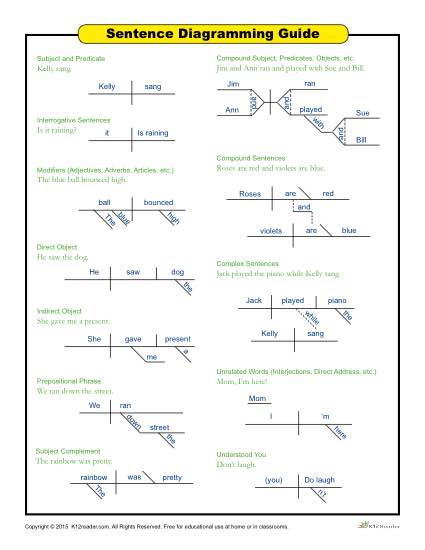 Sentence Diagramming Guide
Subject and Predicate
Kelly sang.
Kelly sang
Interrogative Sentences
Is it raining?
it Is raining
Modifiers (Adjectives, Adverbs, Articles, etc.)
The blue ball bounced high.
ball bounced
The blue high
Direct Object
He saw the dog.
He saw dog
the
Indirect Object
She gave me a present.
She gave present
me a
Prepositional Phrase
We ran down the street.
We ran
down street
the
Subject Complement
The rainbow was pretty.
rainbow was pretty
The
Compound Subject, Predicates, Objects, etc.
Jim and Ann ran and played with Sue and Bill.
Jim ran
and and
Ann played
with Sue
and
Bill
Compound Sentences
Roses are red and violets are blue.
Roses are red
and
violets are blue
Complex Sentences
Jack played the piano while Kelly sang.
Jack played piano
while the
Kelly sang
Unrelated Words (Interjections, Direct Address, etc.)
Mom, I'm here!
Mom
I 'm
here
Understood You
Don't laugh.
(you) Do laugh
n't
Copyright © 2015 K12reader.com. All Rights Reserved. Free for educational use at home or in classrooms.
K12Reader